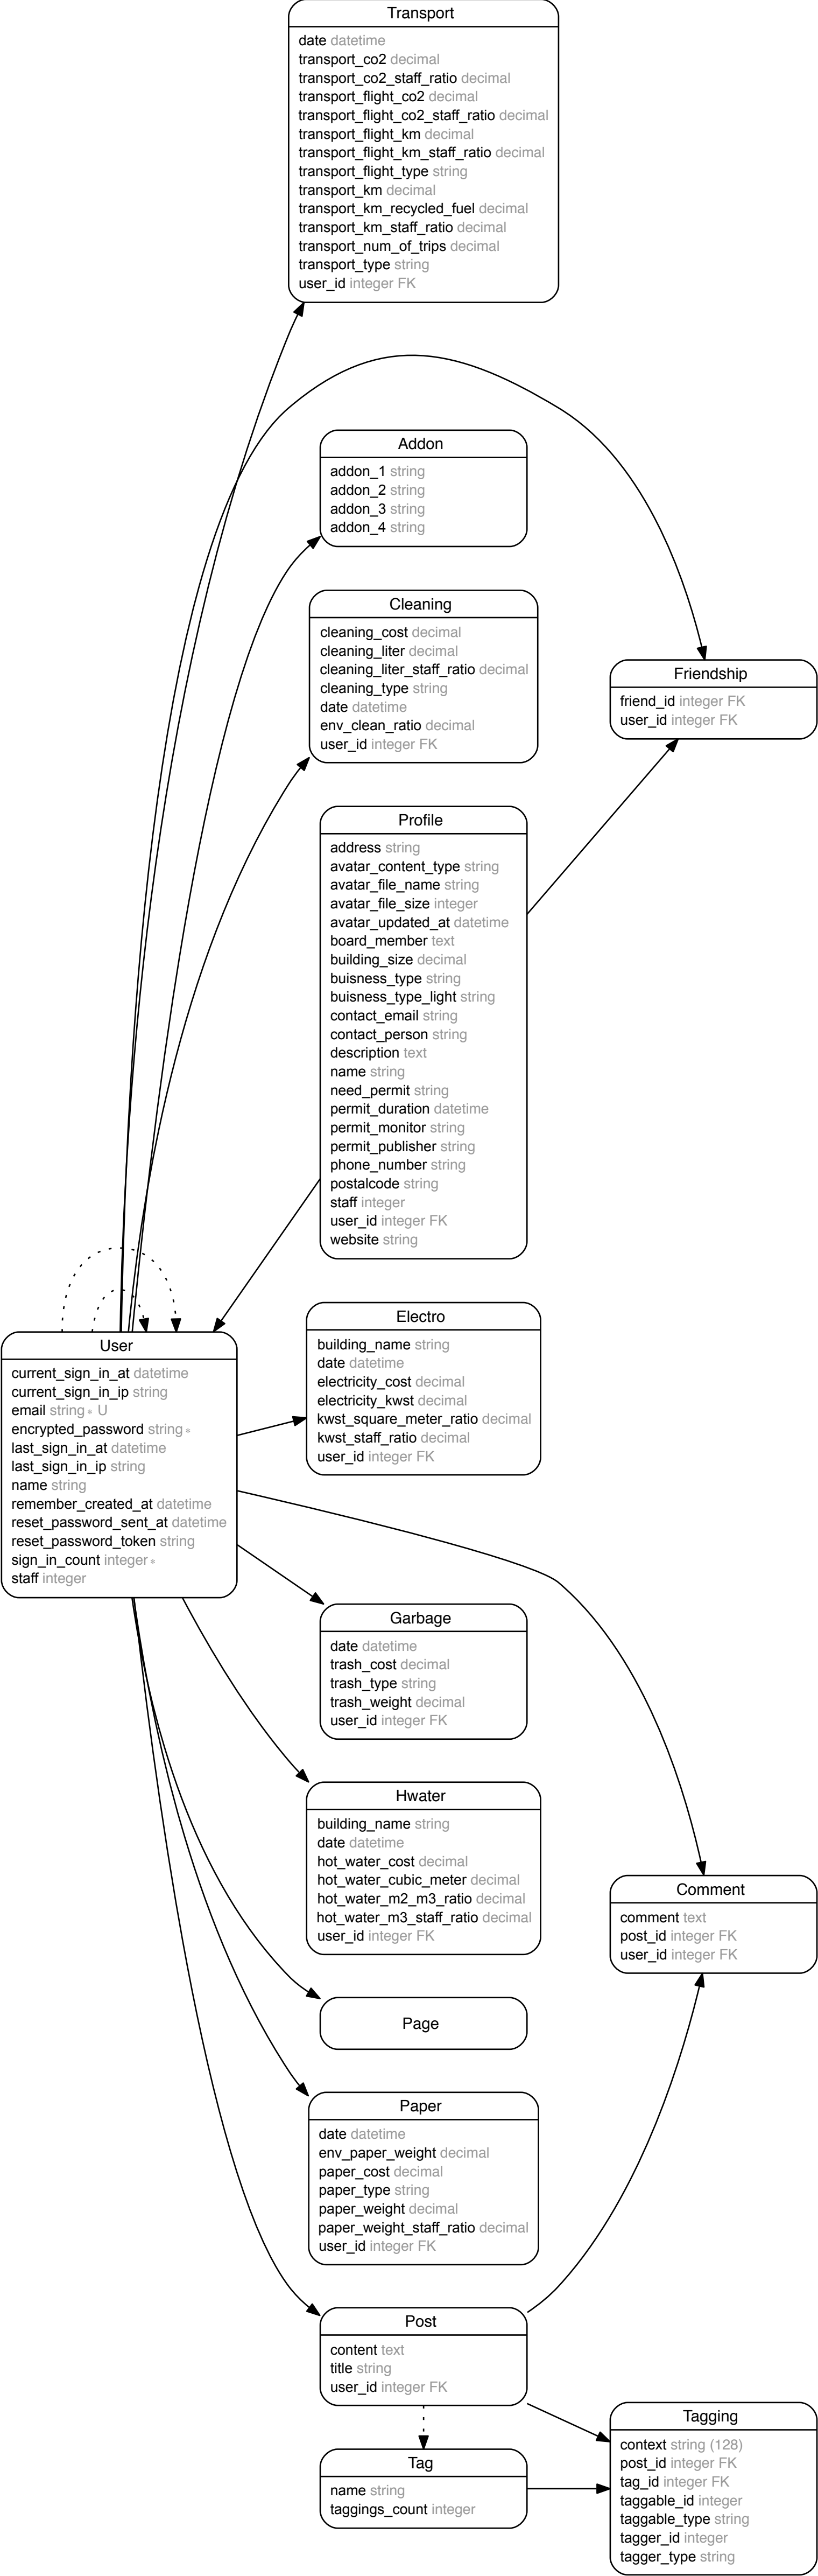 Transport
date datetime
transport_co2 decimal
transport_co2_staff_ratio decimal
transport_flight_co2 decimal
transport_flight_co2_staff_ratio decimal
transport_flight_km decimal
transport_flight_km_staff_ratio decimal
transport_flight_type string
transport_km decimal
transport_km_recycled_fuel decimal
transport_km_staff_ratio decimal
transport_num_of_trips decimal
transport_type string
user_id integer FK
Addon
addon_1 string
addon_2 string
addon_3 string
addon_4 string
Cleaning
cleaning_cost decimal
cleaning_liter decimal
cleaning_liter_staff_ratio decimal
cleaning_type string
date datetime
env_clean_ratio decimal
user_id integer FK
Friendship
friend_id integer FK
user_id integer FK
Profile
address string
avatar_content_type string
avatar_file_name string
avatar_file_size integer
avatar_updated_at datetime
board_member text
building_size decimal
buisness_type string
buisness_type_light string
contact_email string
contact_person string
description text
name string
need_permit string
permit_duration datetime
permit_monitor string
permit_publisher string
phone_number string
postalcode string
staff integer
user_id integer FK
website string
User
current_sign_in_at datetime
current_sign_in_ip string
email string * U
encrypted_password string *
last_sign_in_at datetime
last_sign_in_ip string
name string
remember_created_at datetime
reset_password_sent_at datetime
reset_password_token string
sign_in_count integer *
staff integer
Electro
building_name string
date datetime
electricity_cost decimal
electricity_kwst decimal
kwst_square_meter_ratio decimal
kwst_staff_ratio decimal
user_id integer FK
Garbage
date datetime
trash_cost decimal
trash_type string
trash_weight decimal
user_id integer FK
Hwater
building_name string
date datetime
hot_water_cost decimal
hot_water_cubic_meter decimal
hot_water_m2_m3_ratio decimal
hot_water_m3_staff_ratio decimal
user_id integer FK
Comment
comment text
post_id integer FK
user_id integer FK
Page
Paper
date datetime
env_paper_weight decimal
paper_cost decimal
paper_type string
paper_weight decimal
paper_weight_staff_ratio decimal
user_id integer FK
Post
content text
title string
user_id integer FK
Tag
name string
taggings_count integer
Tagging
context string (128)
post_id integer FK
tag_id integer FK
taggable_id integer
taggable_type string
tagger_id integer
tagger_type string